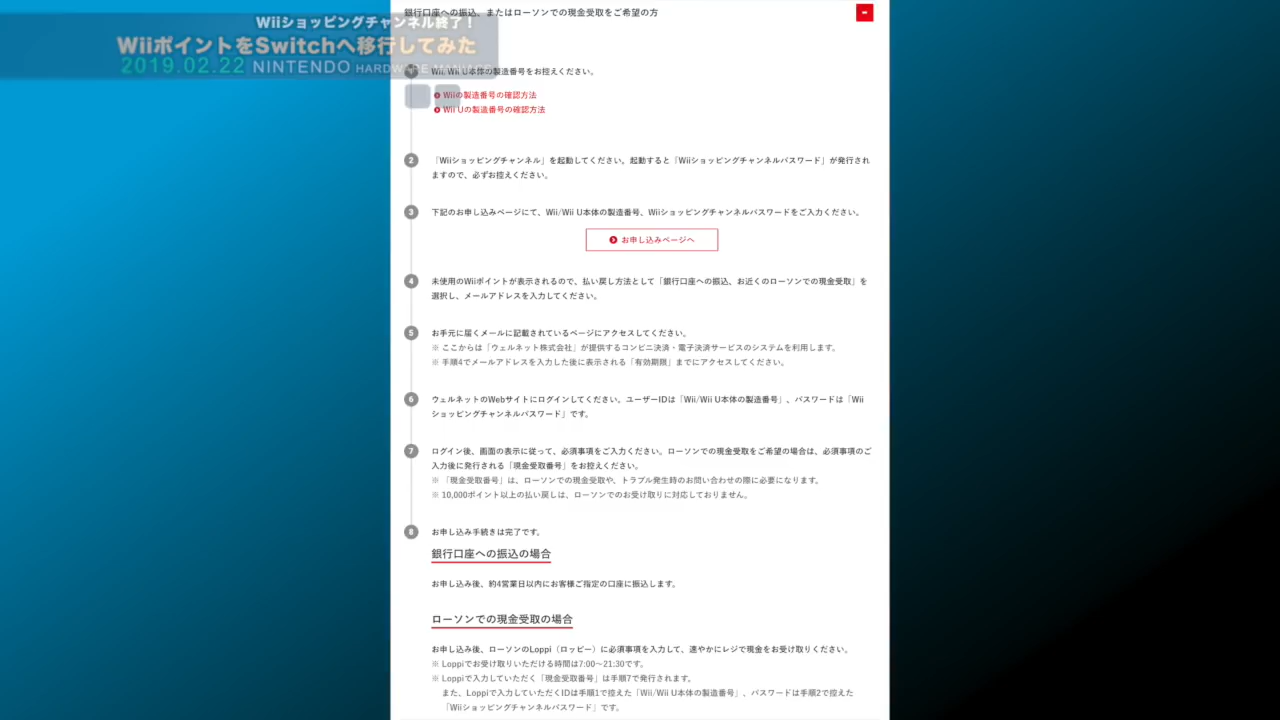 銀行口座への振込、またはローソンでの現金受取をご希望の方
Wiiショッピングチャンネル終了!
WiiポイントをSwitchへ移行してみた
2019.02.22 NINTENDO HARDWARE MANIACS
Wii/Wii U本体の製造番号をお控えください。
Wiiの製造番号の確認方法
Wii Uの製造番号の確認方法
2 「Wiiショッピングチャンネル」を起動してください。起動すると「Wiiショッピングチャンネルパスワード」が発行され
ますので、必ずお控えください。
3 下記のお申し込みページにて、Wii/Wii U本体の製造番号、Wiiショッピングチャンネルパスワードをご入力ください。
お申し込みページへ
4 未使用のWiiポイントが表示されるので、払い戻し方法として「銀行口座への振込、お近くのローソンでの現金受取」を
選択し、メールアドレスを入力してください。
5 お手元に届くメールに記載されているページにアクセスしてください。
※ ここからは「ウェルネット株式会社」が提供するコンビニ決済・電子決済サービスのシステムを利用します。
※ 手順4でメールアドレスを入力した後に表示される「有効期限」までにアクセスしてください。
6 ウェルネットのWebサイトにログインしてください。ユーザーIDは「Wii/Wii U本体の製造番号」、パスワードは「Wii
ショッピングチャンネルパスワード」です。
7 ログイン後、画面の表示に従って、必須事項をご入力ください。ローソンでの現金受取をご希望の場合は、必須事項のご
入力後に発行される「現金受取番号」をお控えください。
※ 「現金受取番号」は、ローソンでの現金受取や、トラブル発生時のお問い合わせの際に必要になります。
※ 10,000ポイント以上の払い戻しは、ローソンでのお受け取りに対応しておりません。
8 お申し込み手続きは完了です。
銀行口座への振込の場合
お申し込み後、約4営業日以内にお客様ご指定の口座に振込します。
ローソンでの現金受取の場合
お申し込み後、ローソンのLoppi（ロッピー）に必須事項を入力して、速やかにレジで現金をお受け取りください。
※ Loppiでお受け取りいただける時間は7:00～21:30です。
※ Loppiで入力していただく「現金受取番号」は手順7で発行されます。
また、Loppiで入力していただくIDは手順1で控えた「Wii/Wii U本体の製造番号」、パスワードは手順2で控えた
「Wiiショッピングチャンネルパスワード」です。